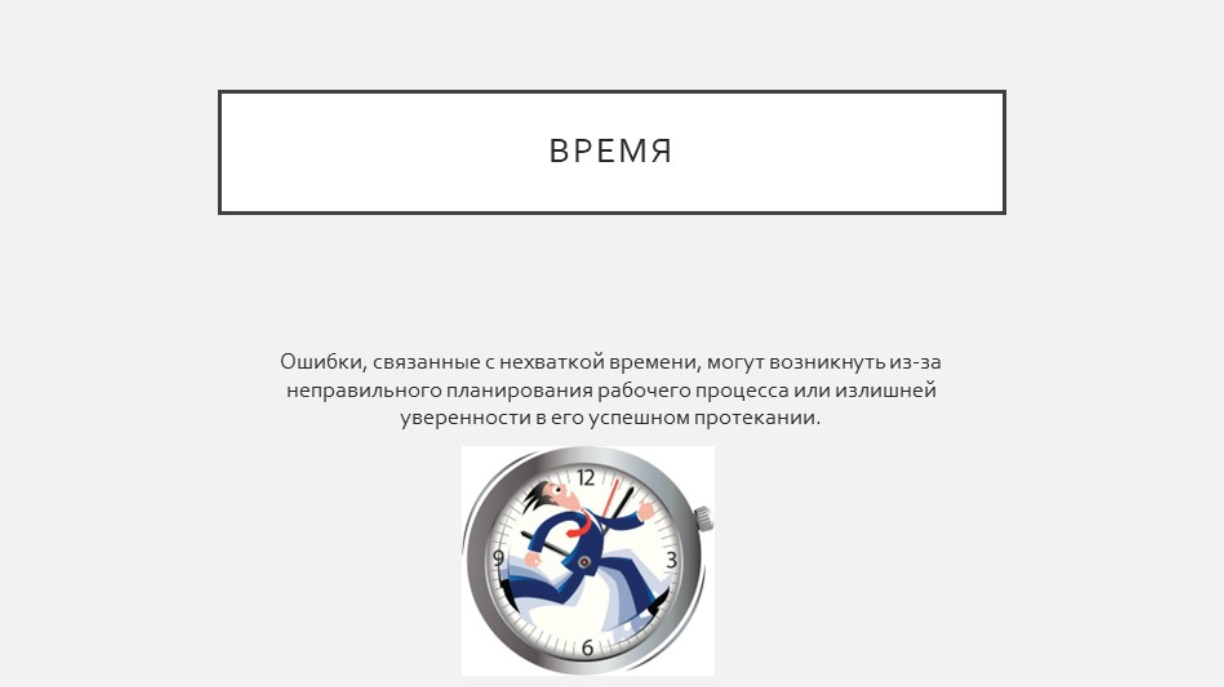 ВРЕМЯ
Ошибки, связанные с нехваткой времени, могут возникнуть из-за
неправильного планирования рабочего процесса или излишней
уверенности в его успешном протекании.
12
9
3
6